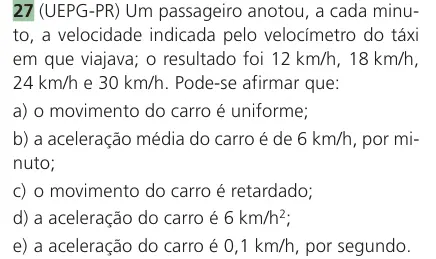 27 (UEPG-PR) Um passageiro anotou, a cada minu-
to, a velocidade indicada pelo velocímetro do táxi
em que viajava; o resultado foi 12 km/h, 18 km/h,
24 km/h e 30 km/h. Pode-se afirmar que:
a) o movimento do carro é uniforme;
b) a aceleração média do carro é de 6 km/h, por mi-
nuto;
c) o movimento do carro é retardado;
d) a aceleração do carro é 6 km/h²;
e) a aceleração do carro é 0,1 km/h, por segundo.